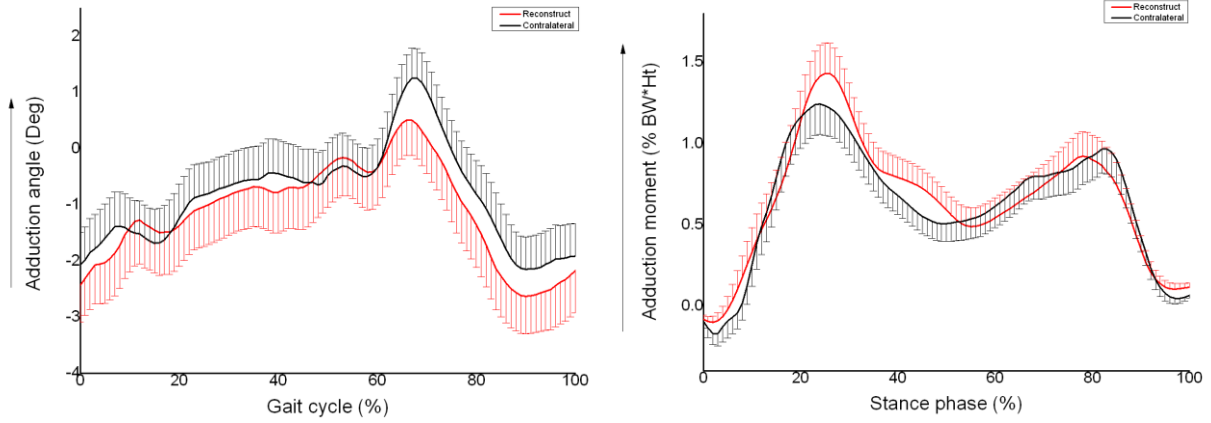 Reconstruct
Contralateral
2
1
0
-1
-2
-3
-4
Adduction angle (Deg)
0
20
40
60
80
100
Gait cycle (%)
Reconstruct
Contralateral
1.5
1.0
0.5
0.0
Adduction moment (% BW*Ht)
0
20
40
60
80
100
Stance phase (%)